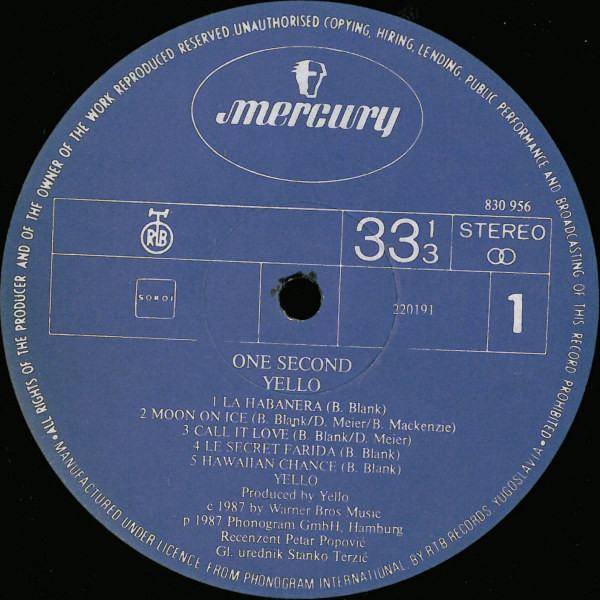 •ALL RIGHTS OF THE PRODUCER AND OF THE OWNER OF THE WORK REPRODUCED RESERVED UNAUTHORISED COPYING, HIRING, LENDING, PUBLIC PERFORMANCE AND BROADCASTING OF THIS RECORD PROHIBITED•
mercury
830 956
RTB
33 1/3
STEREO
SOKOJ
220191
1
ONE SECOND
YELLO
1 LA HABANERA (B. Blank)
2 MOON ON ICE (B. Blank/D. Meier/B. Mackenzie)
3 CALL IT LOVE (B. Blank/D. Meier)
4 LE SECRET FARIDA (B. Blank)
5 HAWAIIAN CHANCE (B. Blank)
YELLO
Produced by Yello
c 1987 by Warner Bros Music
p 1987 Phonogram GmbH, Hamburg
Recenzent Petar Popović
Gl. urednik Stanko Terzić
MANUFACTURED UNDER LICENCE FROM PHONOGRAM INTERNATIONAL, BY RTB RECORDS, YUGOSLAVIA•